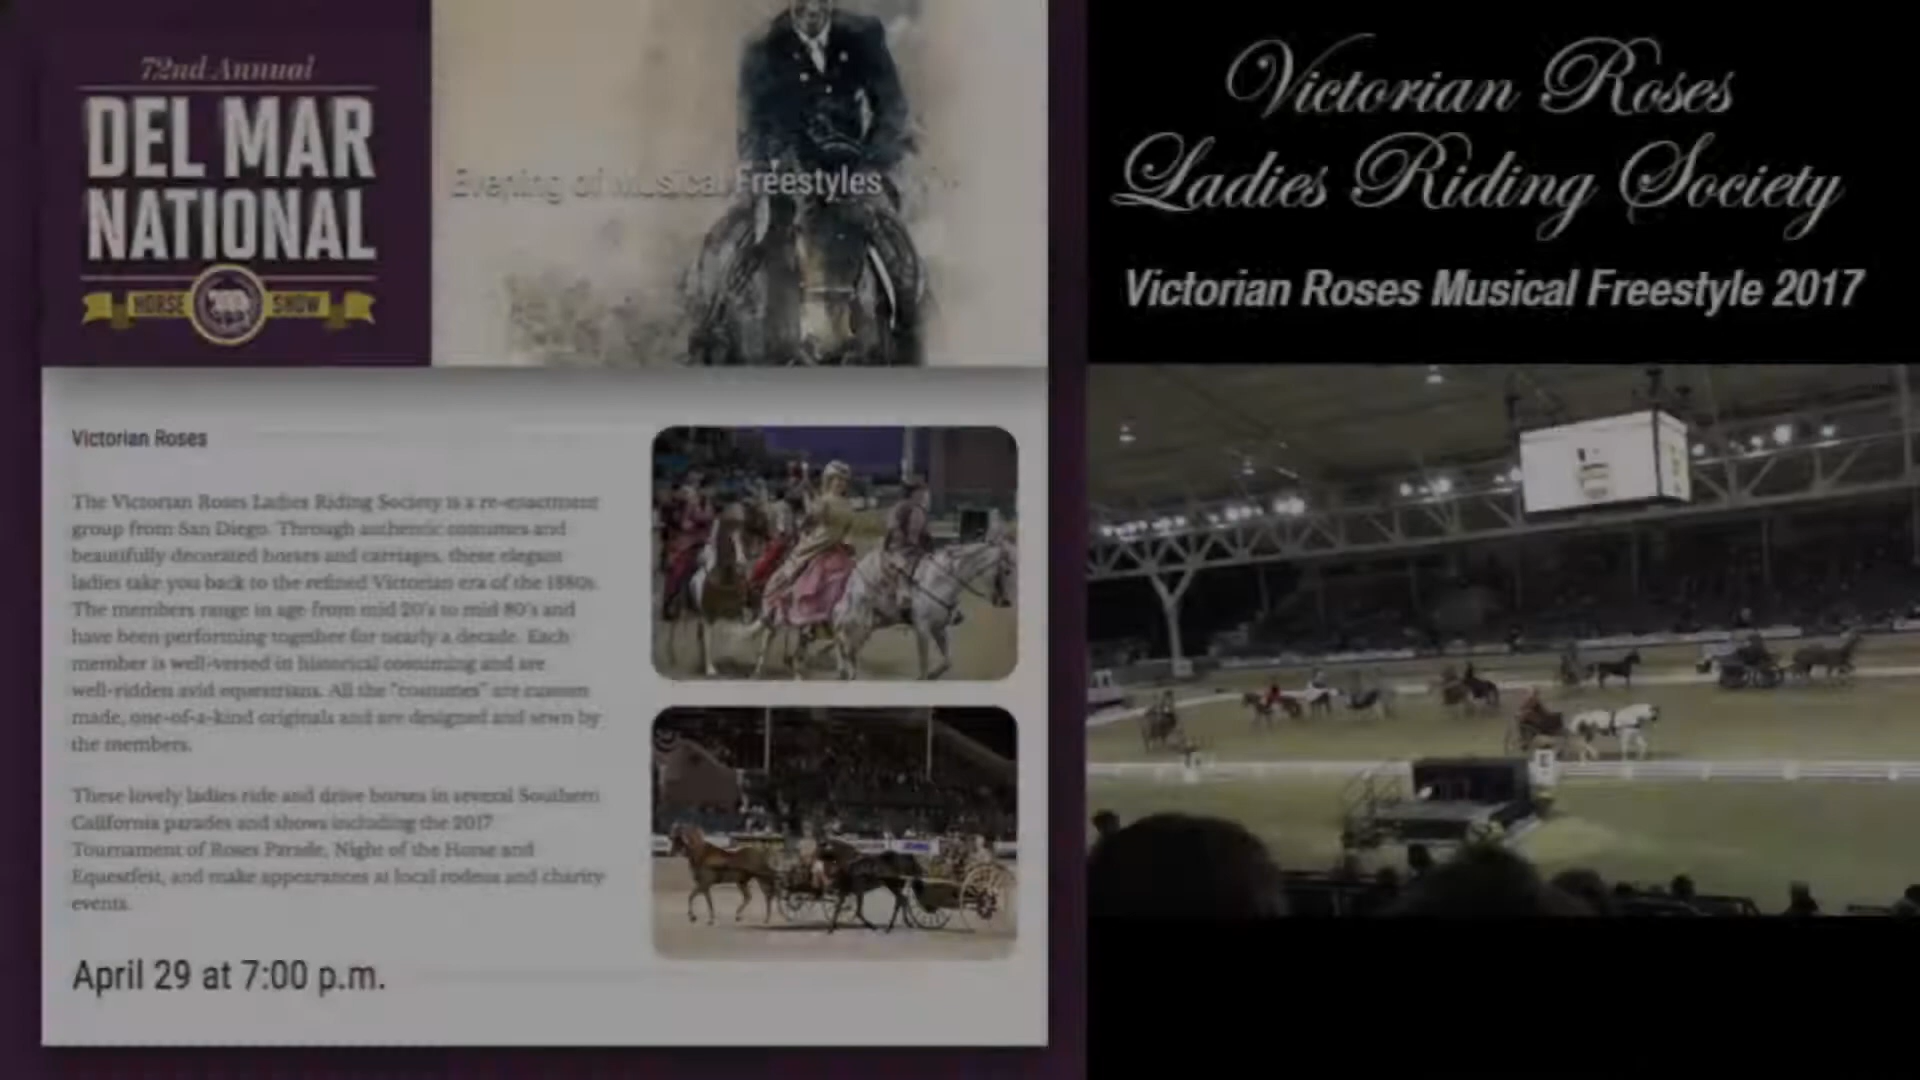 72nd Annual
DEL MAR
NATIONAL
HORSE SHOW
Evening of Musical Freestyles
Victorian Roses
The Victorian Roses Ladies Riding Society is a re-enactment
group from San Diego. Through authentic costumes and
beautifully decorated horses and carriages, these elegant
ladies take you back to the refined Victorian era of the 1880s.
The members range in age from mid 20's to mid 80's and
have been performing together for nearly a decade. Each
member is well-versed in historical costuming and are
well-ridden avid equestrians. All the "costumes" are custom
made, one-of-a-kind originals and are designed and sewn by
the members.
These lovely ladies ride and drive horses in several Southern
California parades and shows including the 2017
Tournament of Roses Parade, Night of the Horse and
Equestfest, and make appearances at local rodeos and charity
events.
April 29 at 7:00 p.m.
Victorian Roses
Ladies Riding Society
Victorian Roses Musical Freestyle 2017
E